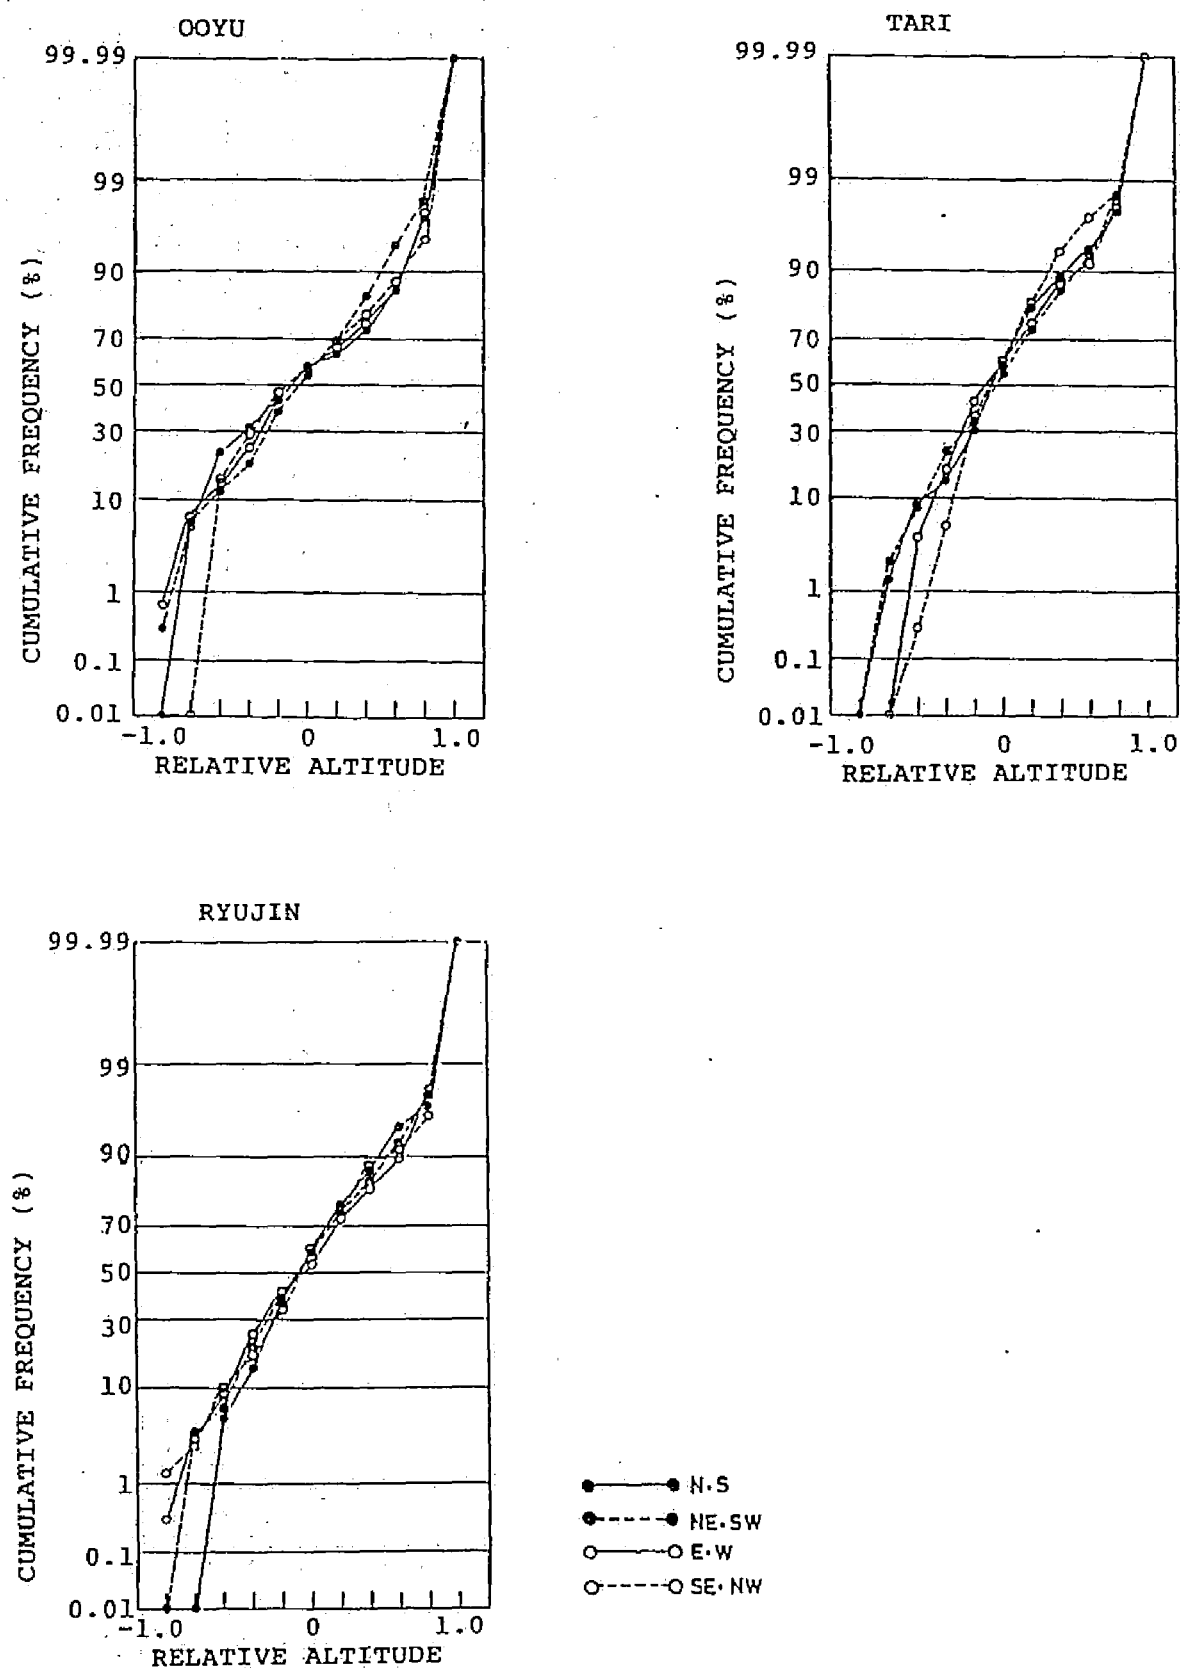 OOYU
99.99
99
90
70
50
30
10
1
0.1
0.01
-1.0 0 1.0
RELATIVE ALTITUDE
CUMULATIVE FREQUENCY (%)
TARI
99.99
99
90
70
50
30
10
1
0.1
0.01
-1.0 0 1.0
RELATIVE ALTITUDE
CUMULATIVE FREQUENCY (%)
RYUJIN
99.99
99
90
70
50
30
10
1
0.1
0.01
-1.0 0 1.0
RELATIVE ALTITUDE
CUMULATIVE FREQUENCY (%)
N·S
NE·SW
E·W
SE·NW